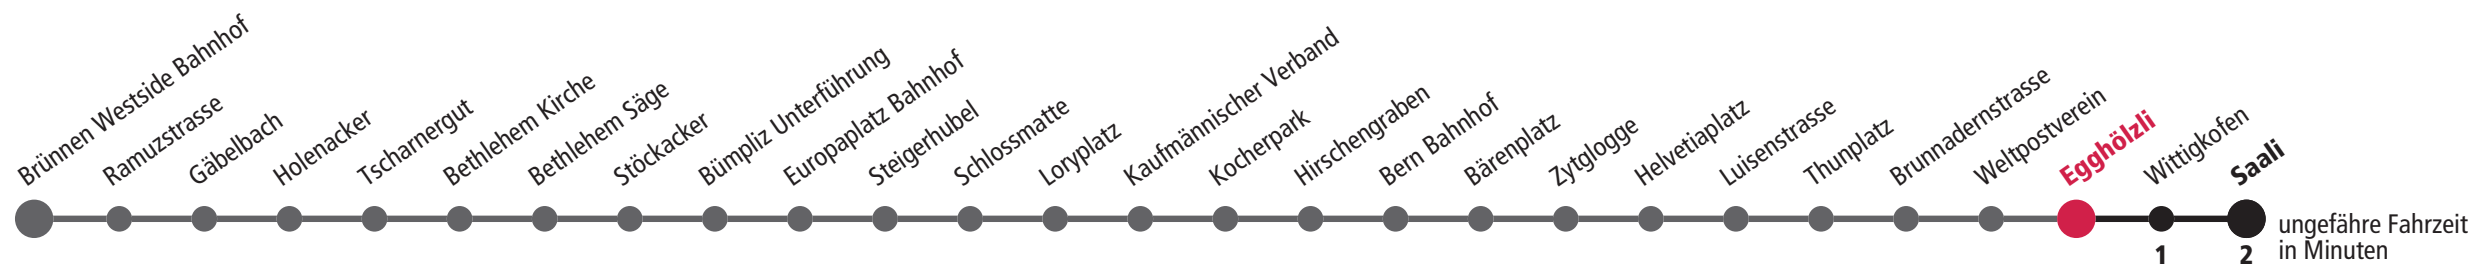 Brünnen Westside Bahnhof
Ramuzstrasse
Gäbelbach
Holenacker
Tscharnergut
Bethlehem Kirche
Bethlehem Säge
Stöckacker
Bümpliz Unterführung
Europaplatz Bahnhof
Steigerhubel
Schlossmatte
Loryplatz
Kaufmännischer Verband
Kocherpark
Hirschengraben
Bern Bahnhof
Bärenplatz
Zytglogge
Helvetiaplatz
Luisenstrasse
Thunplatz
Brunnadernstrasse
Weltpostverein
Egghölzli
Wittigkofen
Saali
1
2
ungefähre Fahrzeit
in Minuten